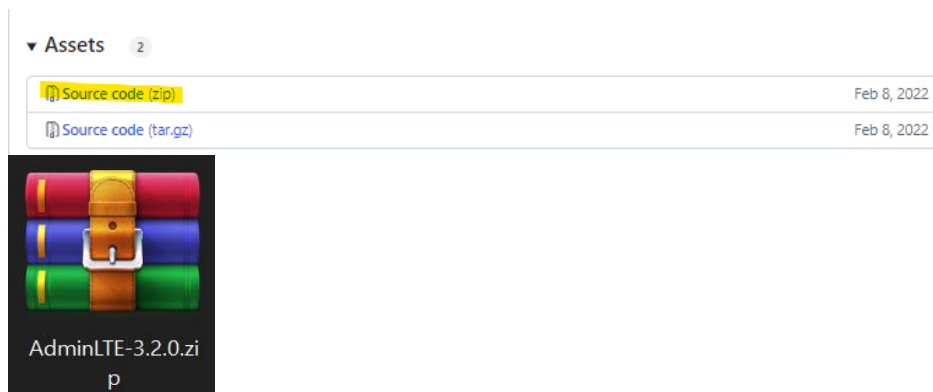 Assets 2
Source code (zip) Feb 8, 2022
Source code (tar.gz) Feb 8, 2022
AdminLTE-3.2.0.zi
p